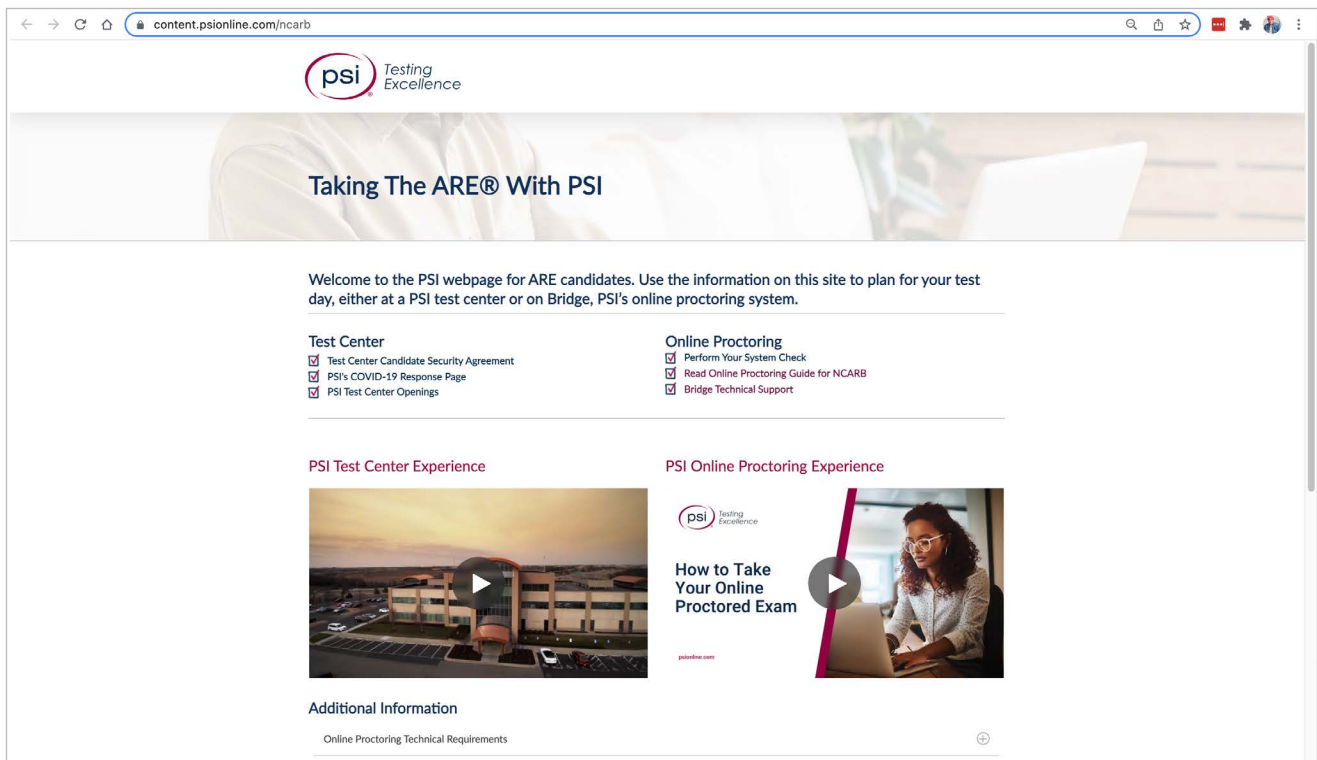 content.psionline.com/ncarb
psi
Testing
Excellence
Taking The ARE® With PSI
Welcome to the PSI webpage for ARE candidates. Use the information on this site to plan for your test
day, either at a PSI test center or on Bridge, PSI's online proctoring system.
Test Center
Test Center Candidate Security Agreement
PSI's COVID-19 Response Page
PSI Test Center Openings
Online Proctoring
Perform Your System Check
Read Online Proctoring Guide for NCARB
Bridge Technical Support
PSI Test Center Experience
PSI Online Proctoring Experience
psi
Testing
Excellence
How to Take
Your Online
Proctored Exam
psionline.com
Additional Information
Online Proctoring Technical Requirements